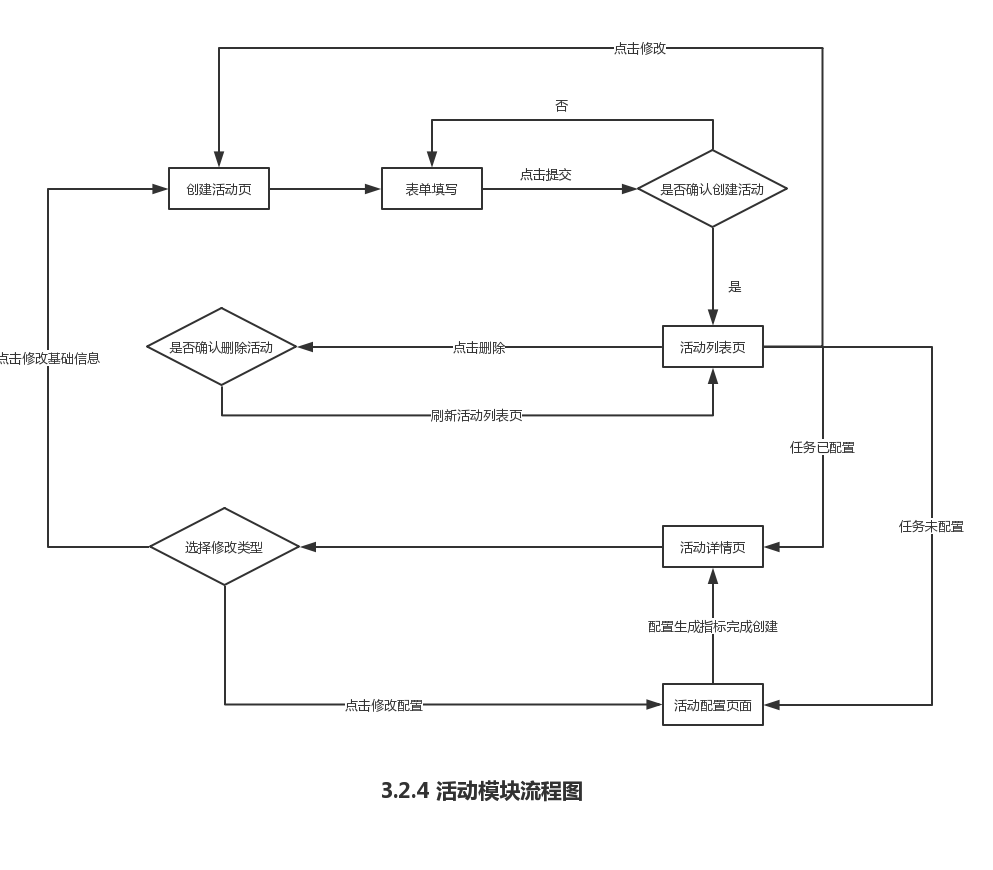 点击修改
否
创建活动页
表单填写
点击提交
是否确认创建活动
是
是否确认删除活动
点击删除
活动列表页
点击修改基础信息
刷新活动列表页
任务已配置
任务未配置
选择修改类型
活动详情页
配置生成指标完成创建
点击修改配置
活动配置页面
3.2.4 活动模块流程图